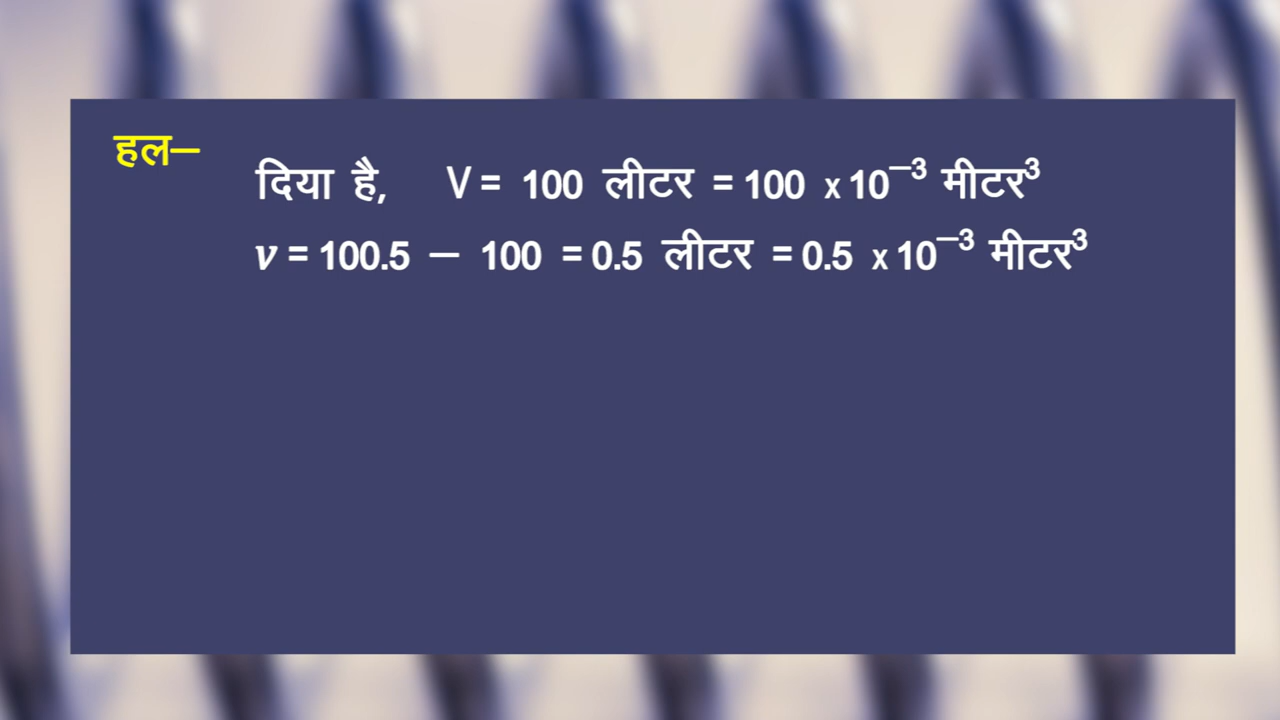 हल—
दिया है, V = 100 लीटर = 100 x 10⁻³ मीटर³
v = 100.5 — 100 = 0.5 लीटर = 0.5 x 10⁻³ मीटर³